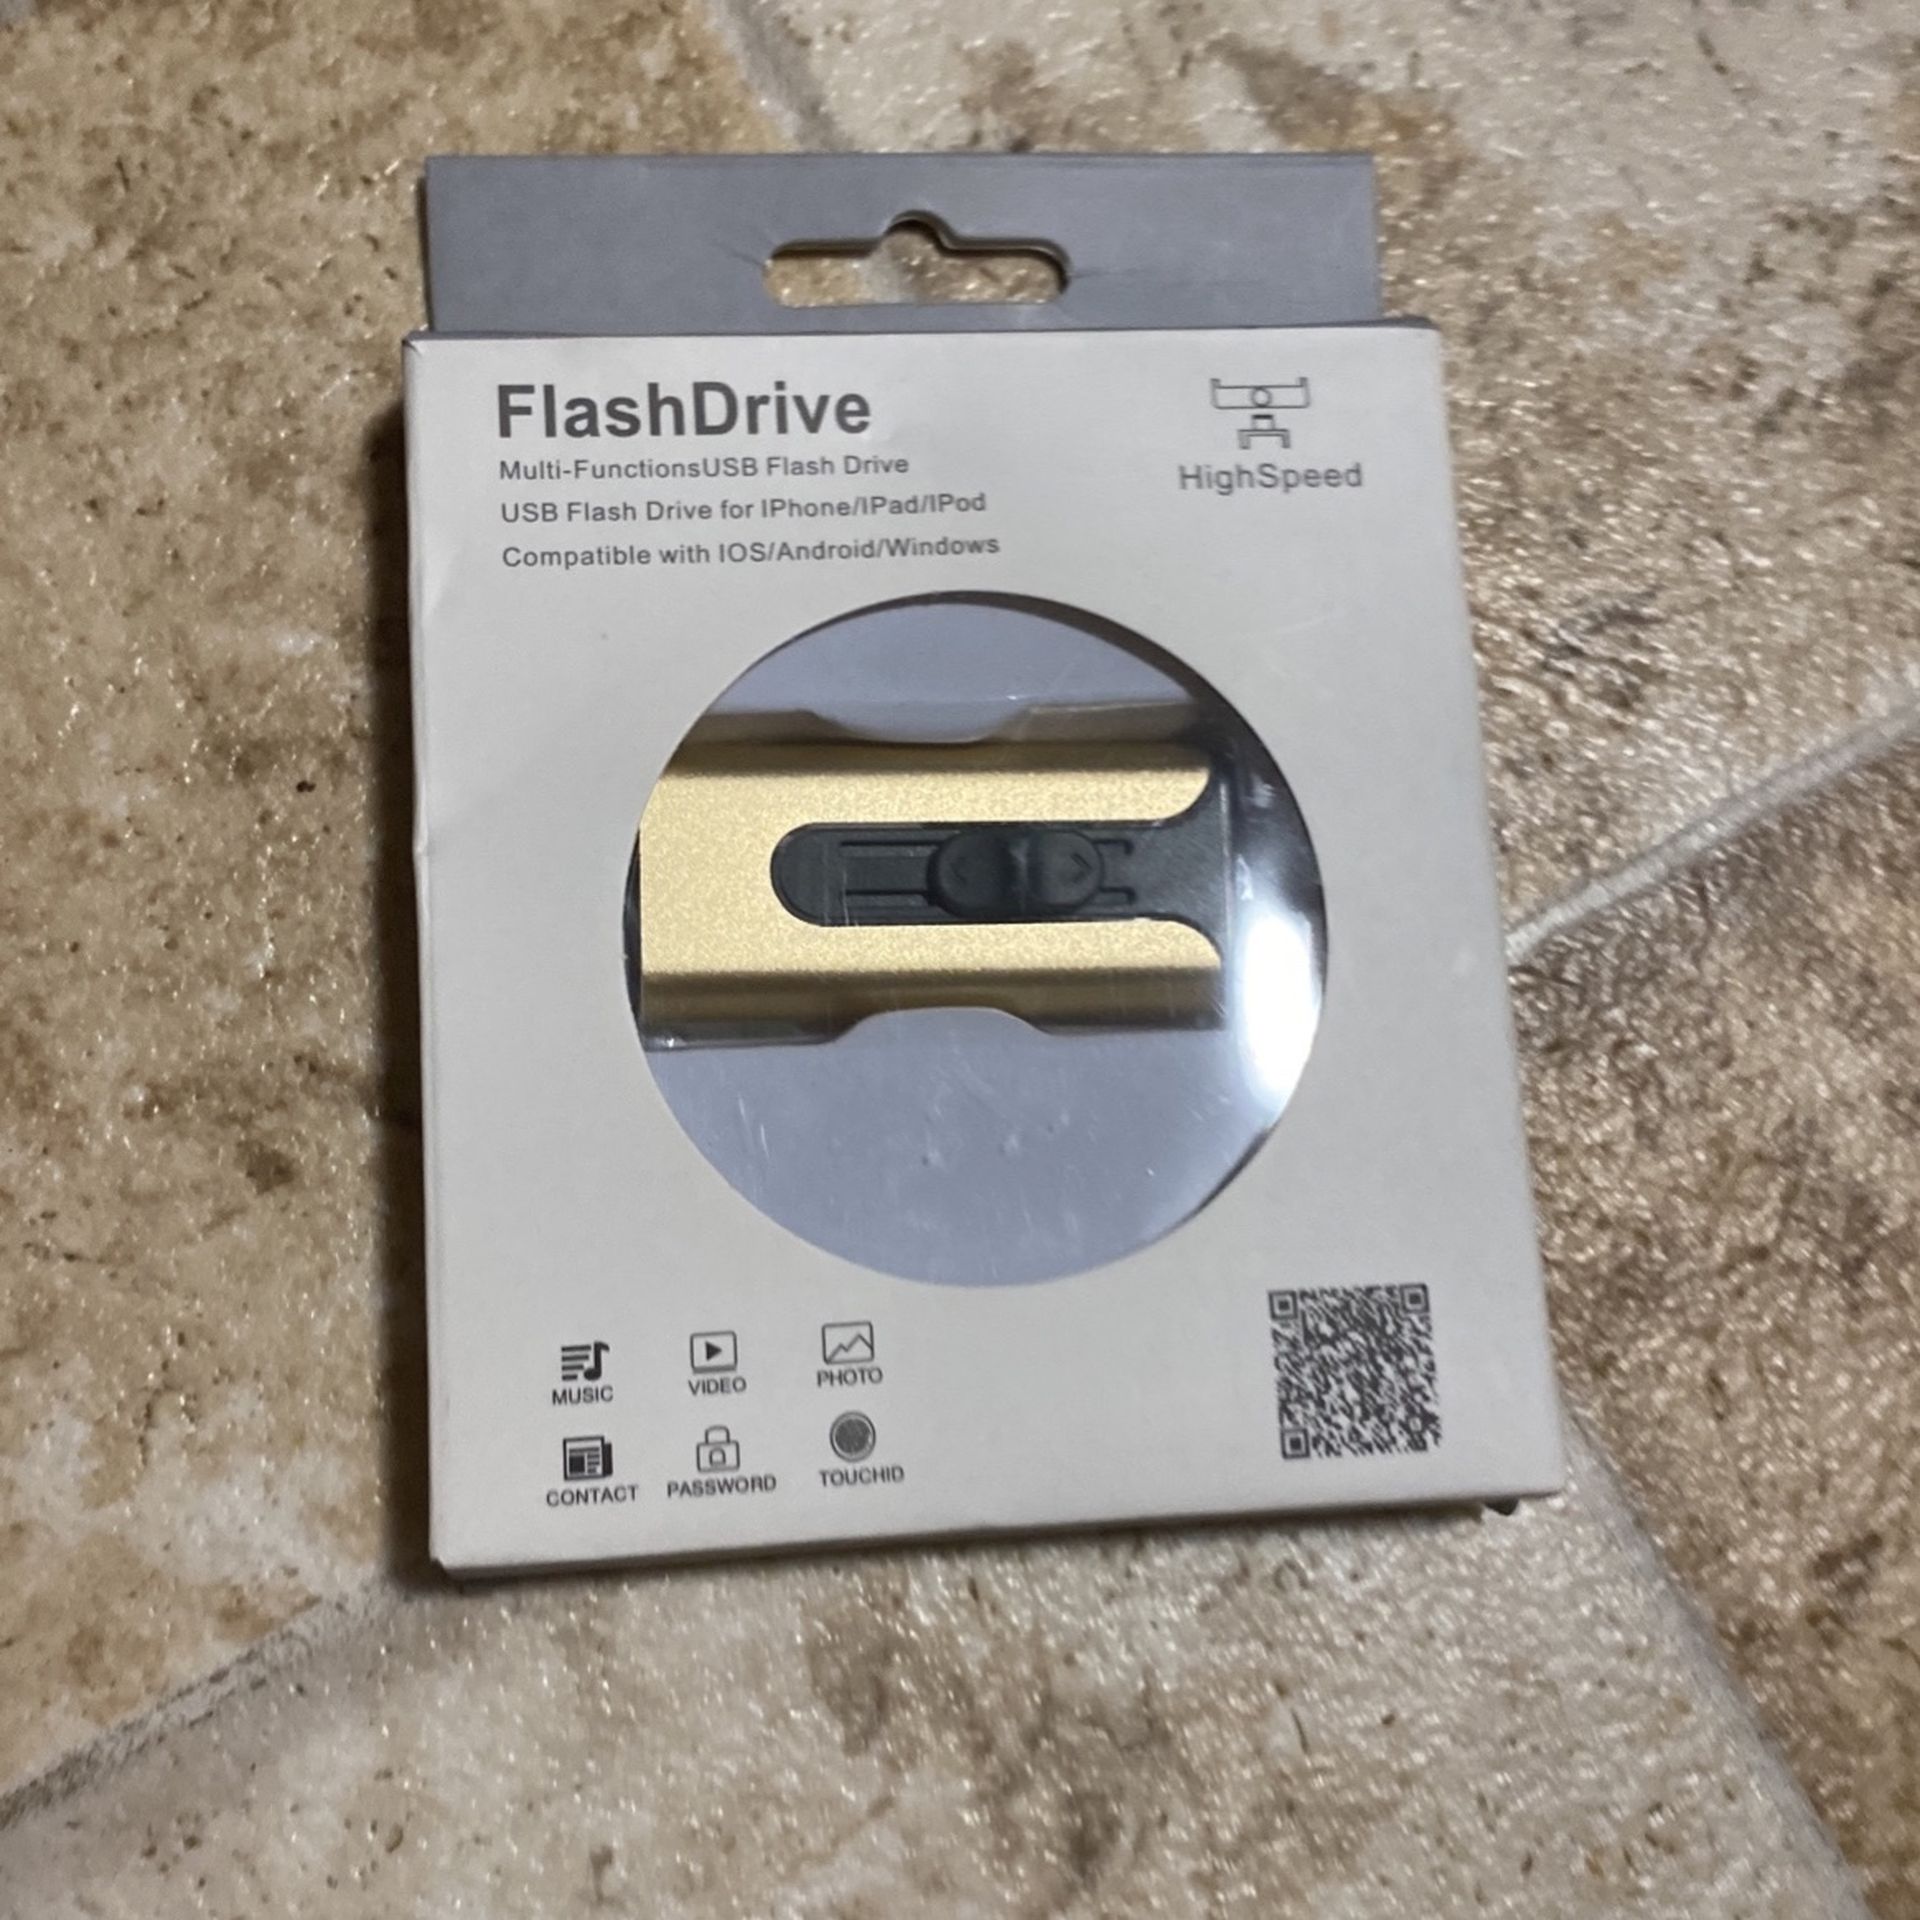 FlashDrive
Multi-FunctionsUSB Flash Drive
USB Flash Drive for IPhone/IPad/IPod
Compatible with IOS/Android/Windows
HighSpeed
MUSIC
VIDEO
PHOTO
CONTACT
PASSWORD
TOUCHID